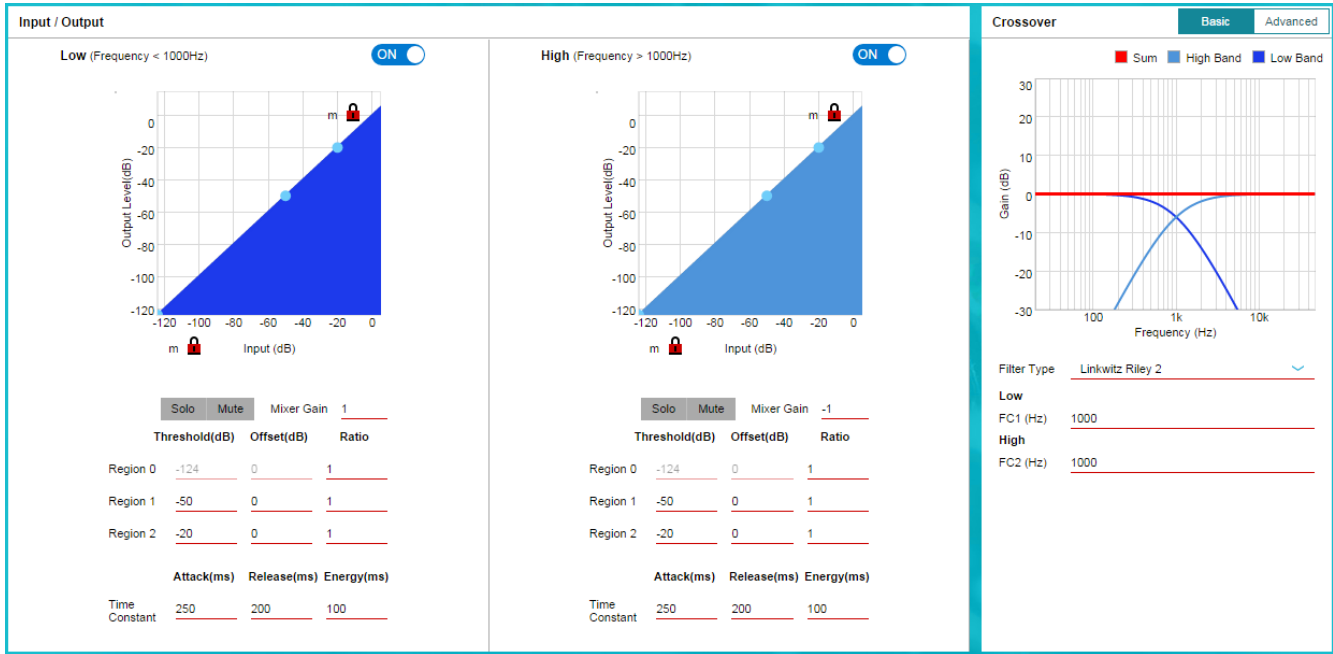 Input / Output
Low (Frequency < 1000Hz) ON
m
0
-20
-40
-60
-80
-100
-120
Output Level(dB)
-120 -100 -80 -60 -40 -20 0
m Input (dB)
Solo Mute Mixer Gain 1
Threshold(dB) Offset(dB) Ratio
Region 0 -124 0 1
Region 1 -50 0 1
Region 2 -20 0 1
Attack(ms) Release(ms) Energy(ms)
Time
Constant 250 200 100
High (Frequency > 1000Hz) ON
m
0
-20
-40
-60
-80
-100
-120
Output Level(dB)
-120 -100 -80 -60 -40 -20 0
m Input (dB)
Solo Mute Mixer Gain -1
Threshold(dB) Offset(dB) Ratio
Region 0 -124 0 1
Region 1 -50 0 1
Region 2 -20 0 1
Attack(ms) Release(ms) Energy(ms)
Time
Constant 250 200 100
Crossover Basic Advanced
Sum High Band Low Band
30
20
10
0
-10
-20
-30
Gain (dB)
100 1k 10k
Frequency (Hz)
Filter Type Linkwitz Riley 2
Low
FC1 (Hz) 1000
High
FC2 (Hz) 1000